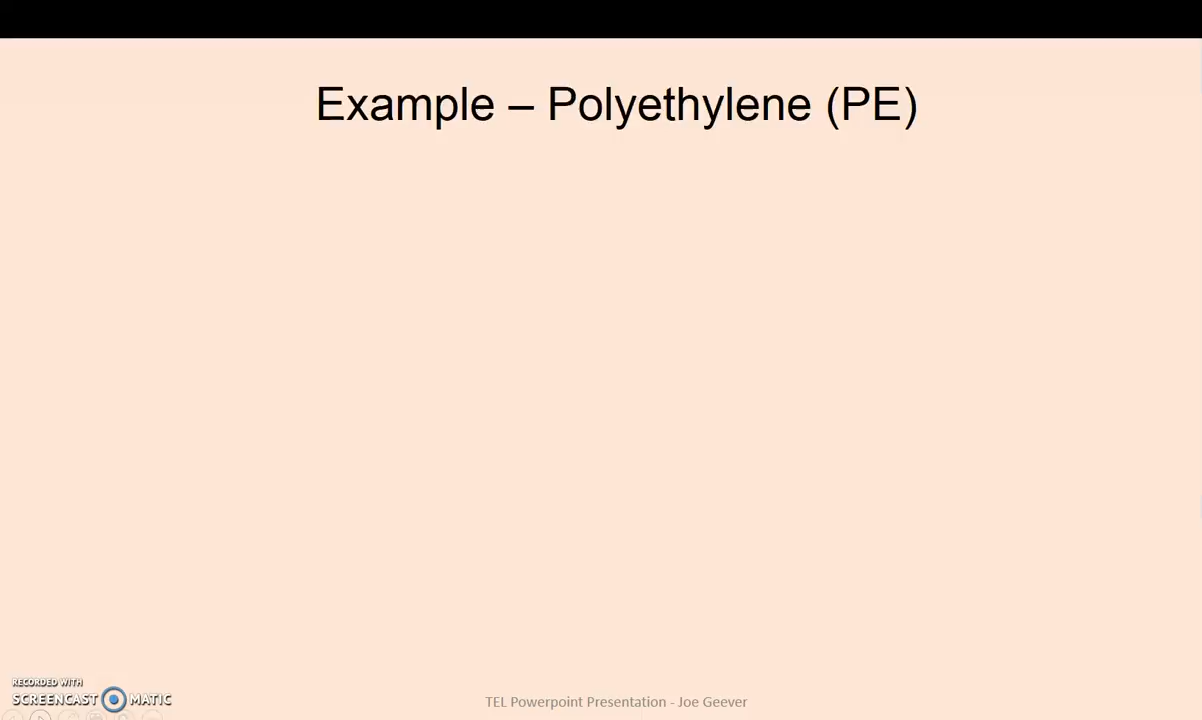 Example – Polyethylene (PE)
RECORDED WITH
SCREENCAST MATIC
TEL Powerpoint Presentation - Joe Geever